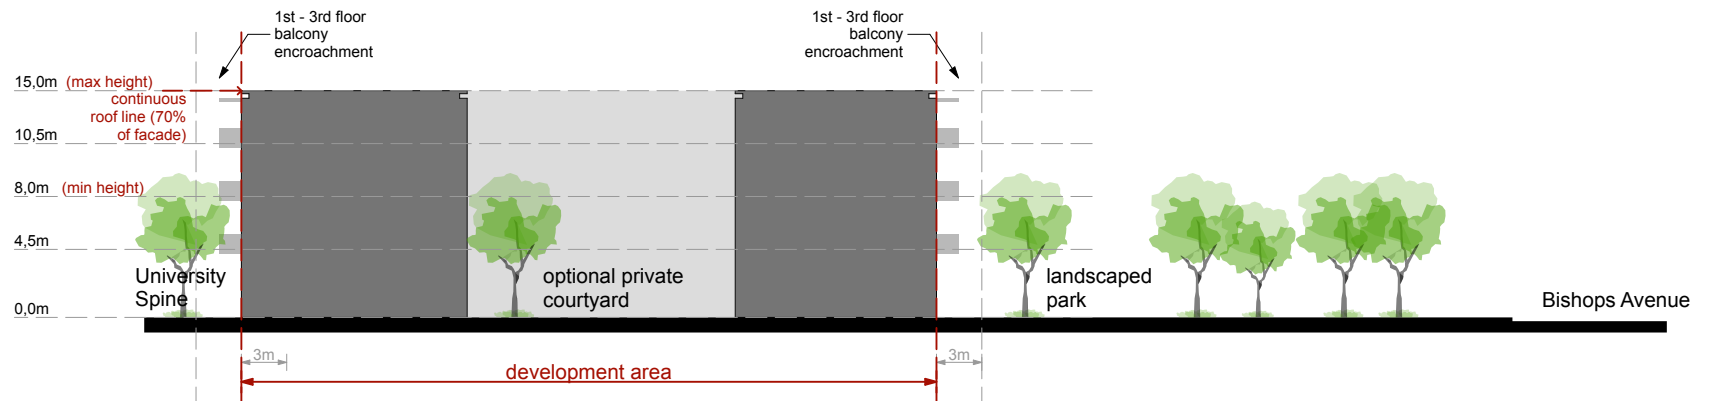 1st - 3rd floor
balcony
encroachment
1st - 3rd floor
balcony
encroachment
15,0m (max height)
continuous
roof line (70%
of facade)
10,5m
8,0m (min height)
4,5m
0,0m
University
Spine
optional private
courtyard
landscaped
park
Bishops Avenue
3m
3m
development area